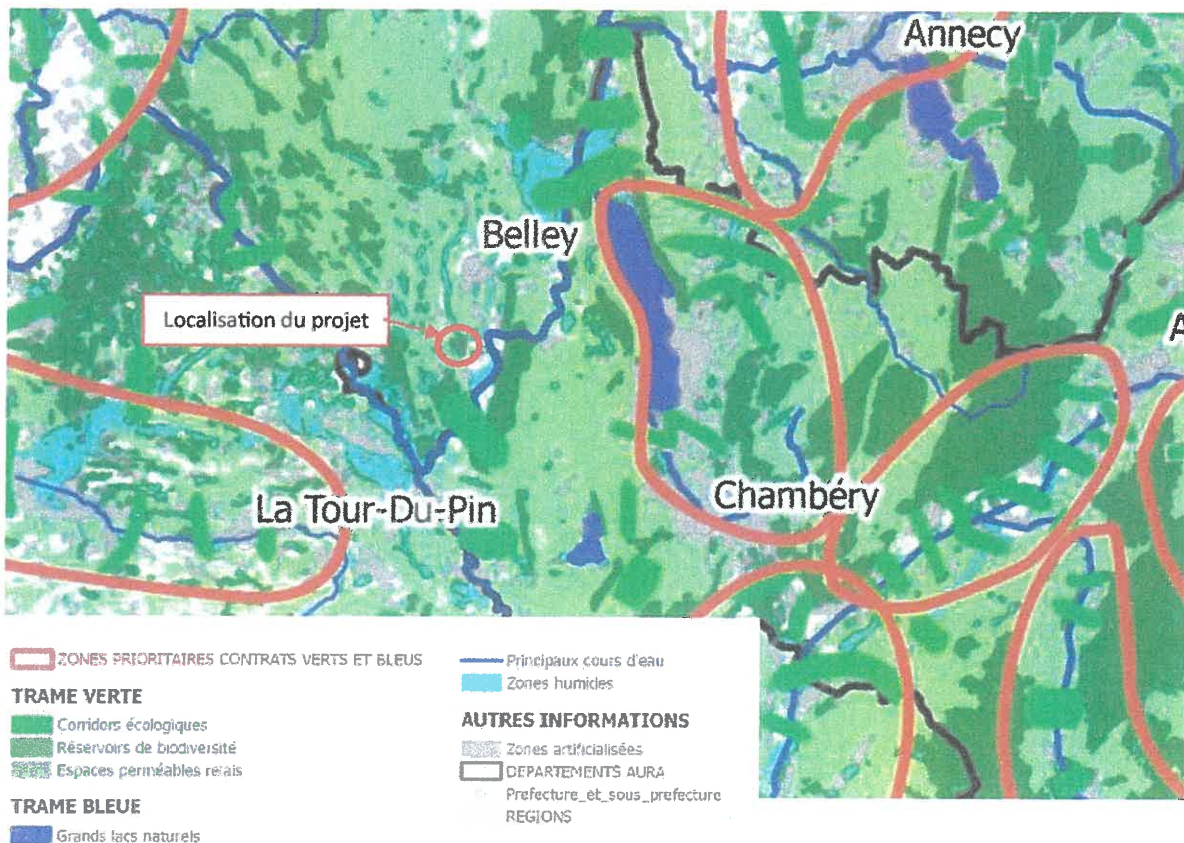 Annecy
Belley
Localisation du projet
A
La Tour-Du-Pin
Chambéry
ZONES PRIORITAIRES CONTRATS VERTS ET BLEUS
TRAME VERTE
Corridors écologiques
Réservoirs de biodiversité
Espaces perméables relais
TRAME BLEUE
Grands lacs naturels
Principaux cours d'eau
Zones humides
AUTRES INFORMATIONS
Zones artificialisées
DEPARTEMENTS AURA
Prefecture_et_sous_prefecture
REGIONS